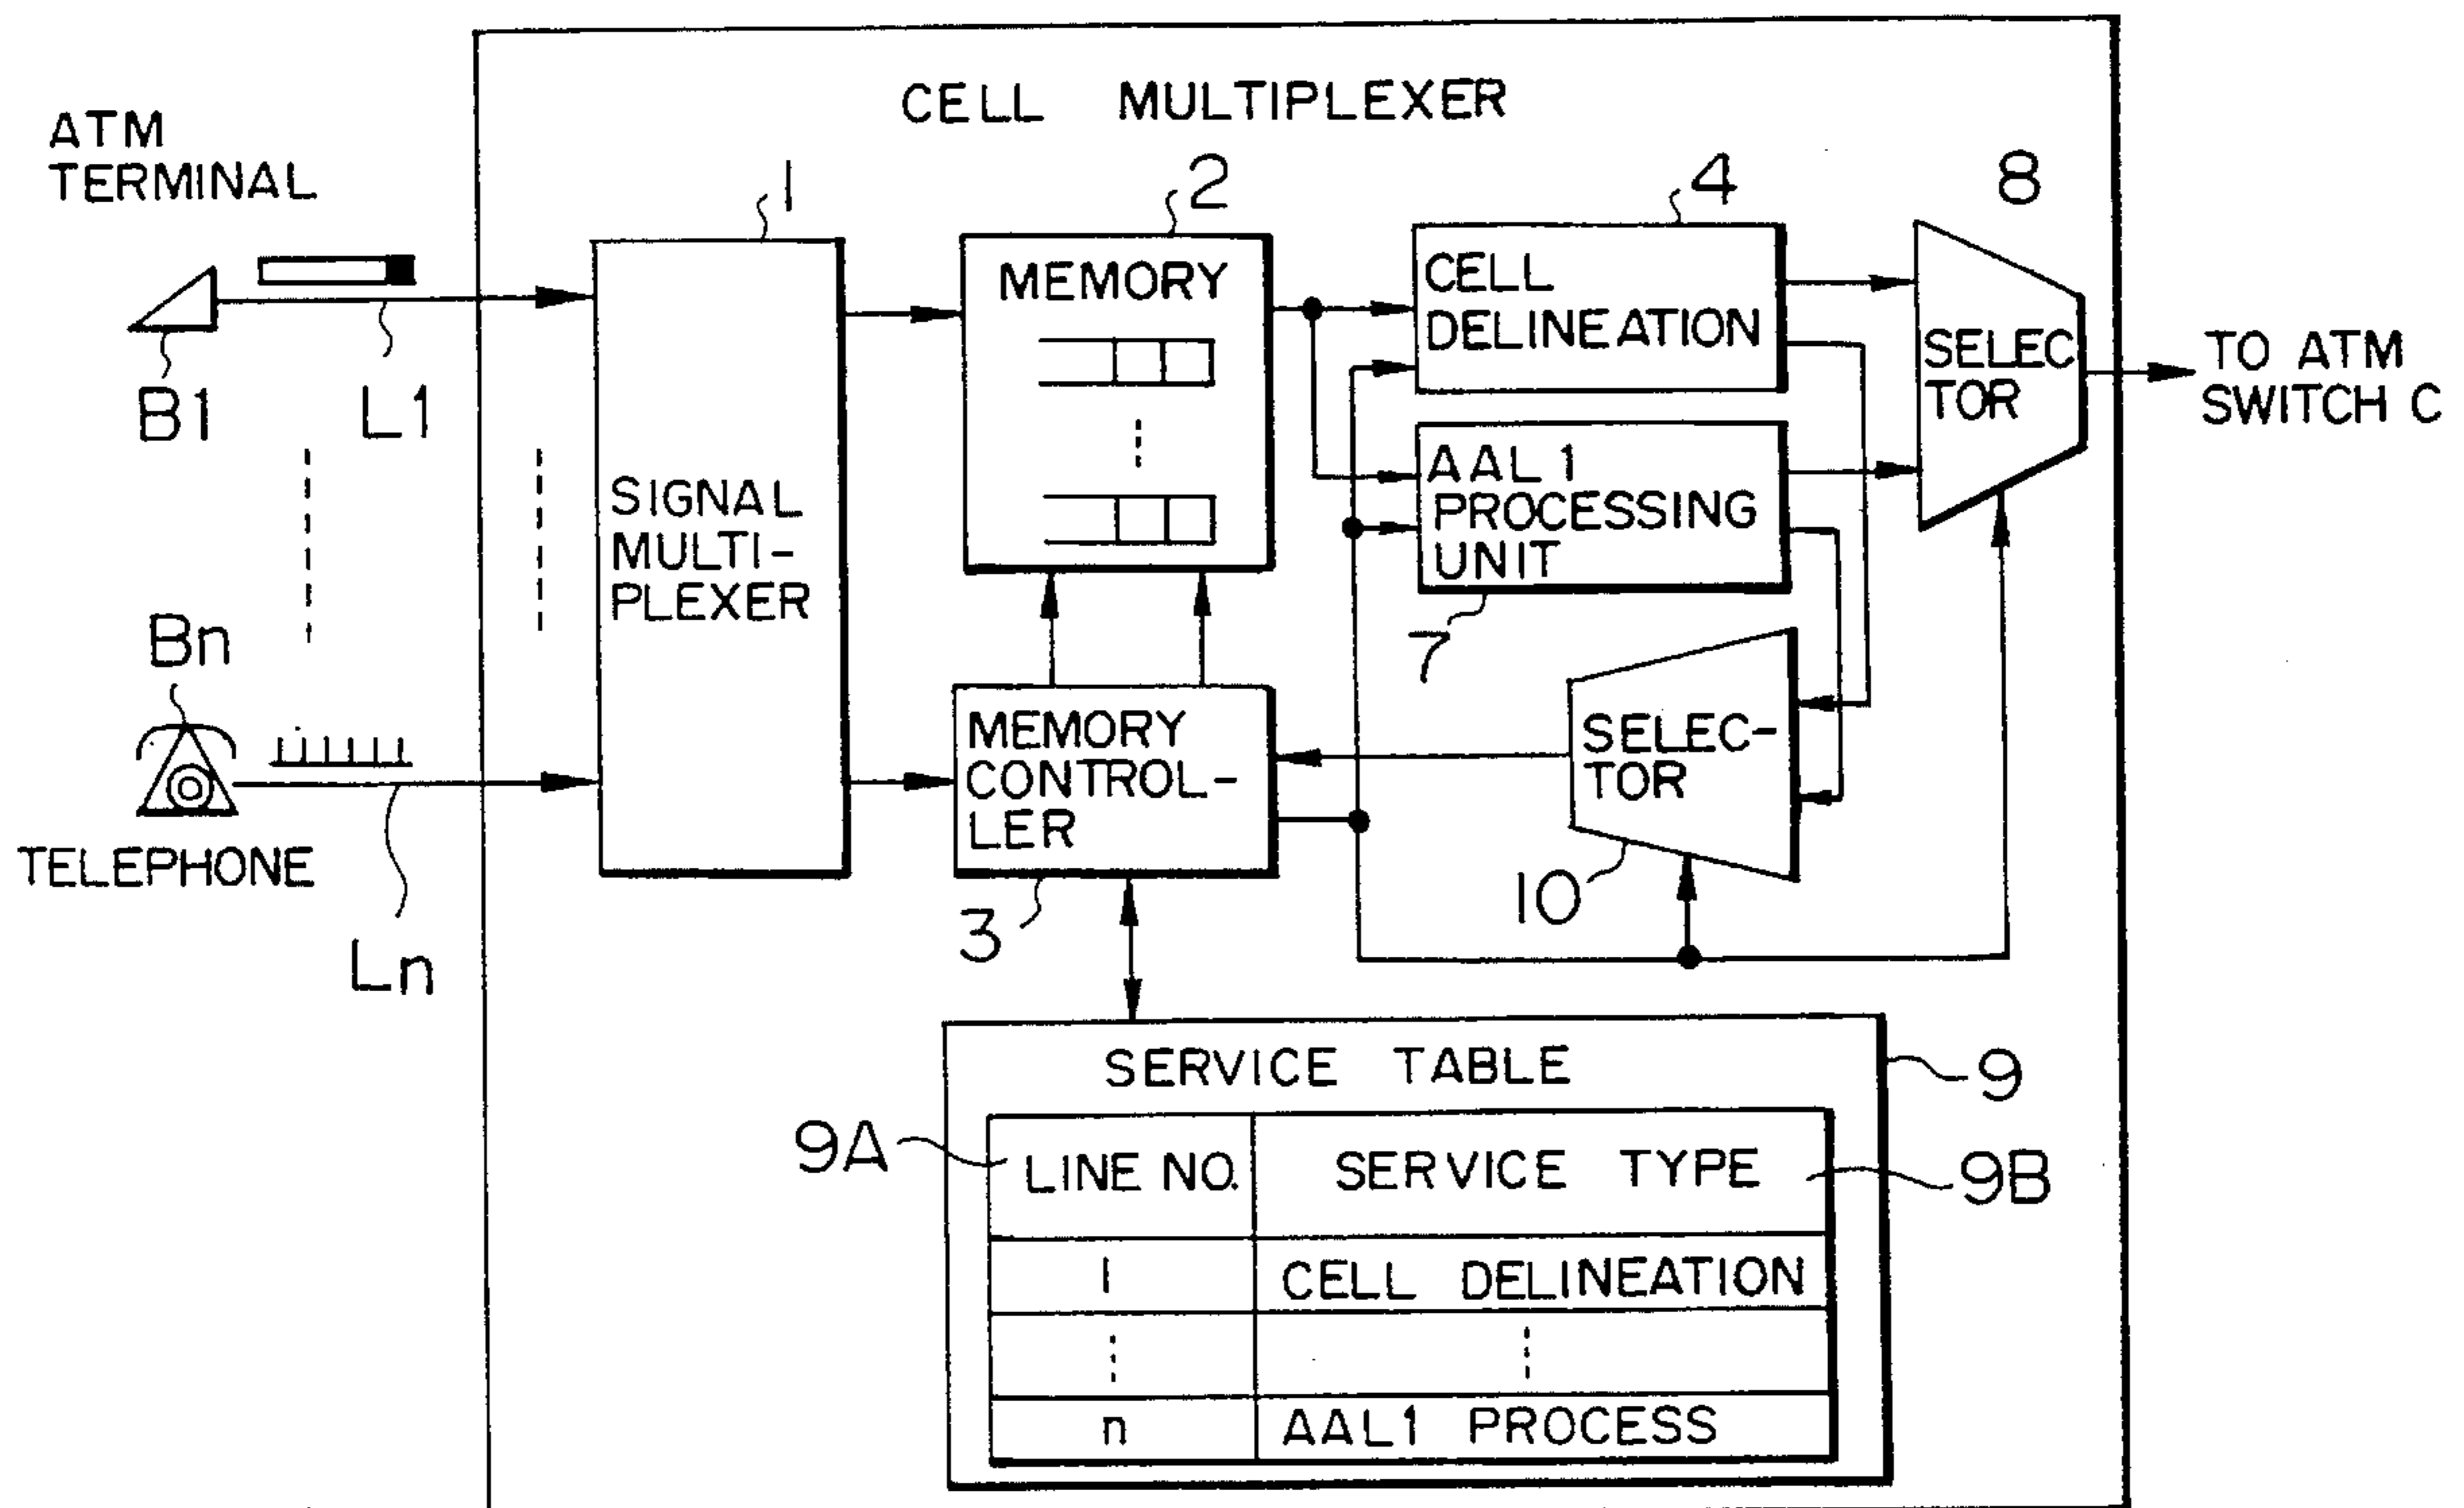 CELL MULTIPLEXER
ATM
TERMINAL
1
2
4
8
MEMORY
CELL
DELINEATION
SELEC
TOR
TO ATM
SWITCH C
B1
L1
SIGNAL
MULTI-
PLEXER
AAL1
PROCESSING
UNIT
7
Bn
TELEPHONE
Ln
MEMORY
CONTROL-
LER
3
SELEC-
TOR
10
SERVICE TABLE
9
9A
LINE NO.
SERVICE TYPE
9B
1
CELL DELINEATION
n
AAL1 PROCESS